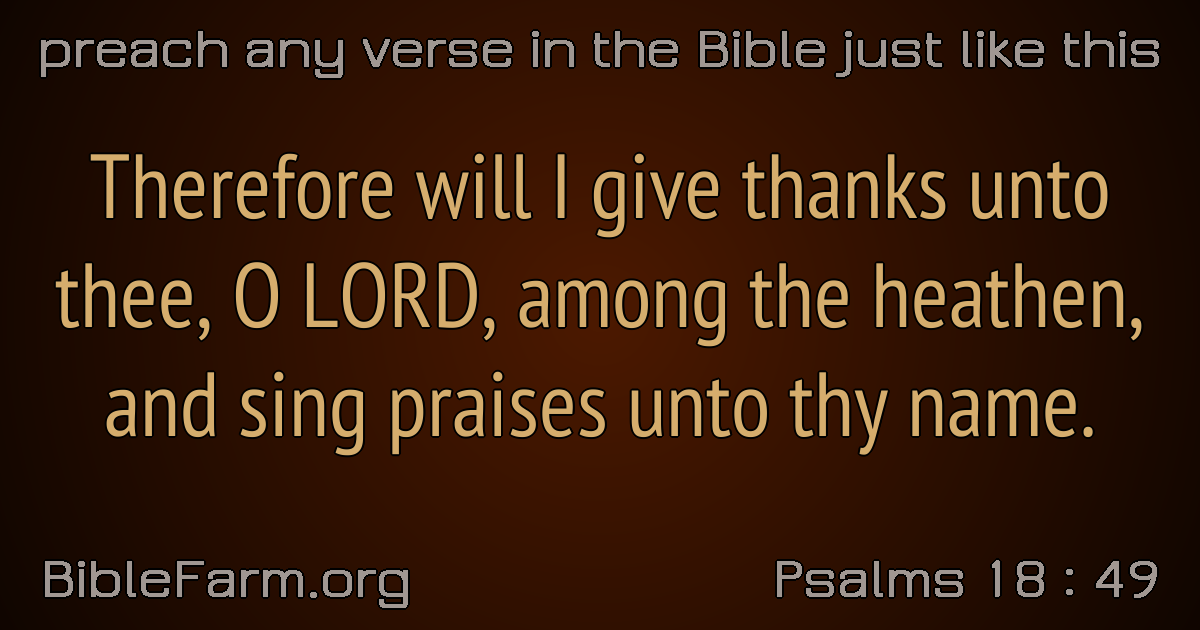 preach any verse in the Bible just like this
Therefore will I give thanks unto
thee, O LORD, among the heathen,
and sing praises unto thy name.
BibleFarm.org
Psalms 18 : 49